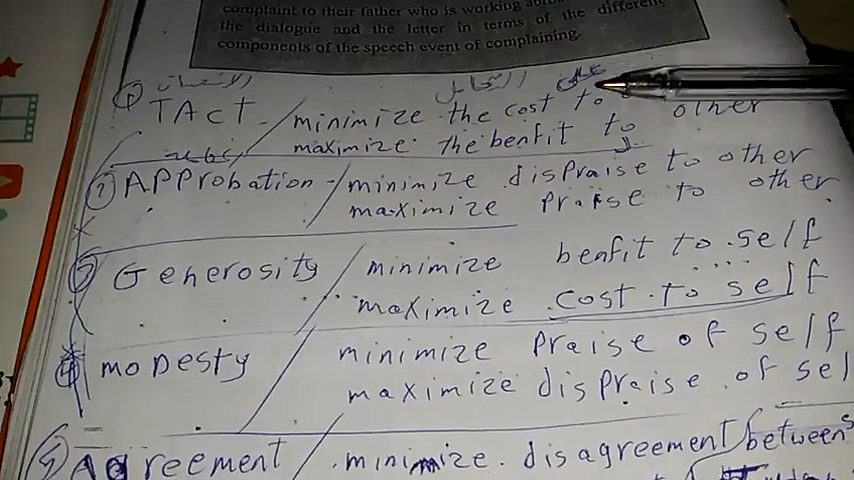 complaint to their father who is working
the dialogue and the letter in terms of the different
components of the speech event of complaining.
TAcT / minimize the cost to other
maximize the benfit to
① APProbation - / minimize dispraise to other
maximize praise to other
Generosity / minimize benfit to self
maximize cost to self
④ moDesty / minimize Praise of self
maximize disPraise of sel
⑤ Agreement / minimize disagreement between